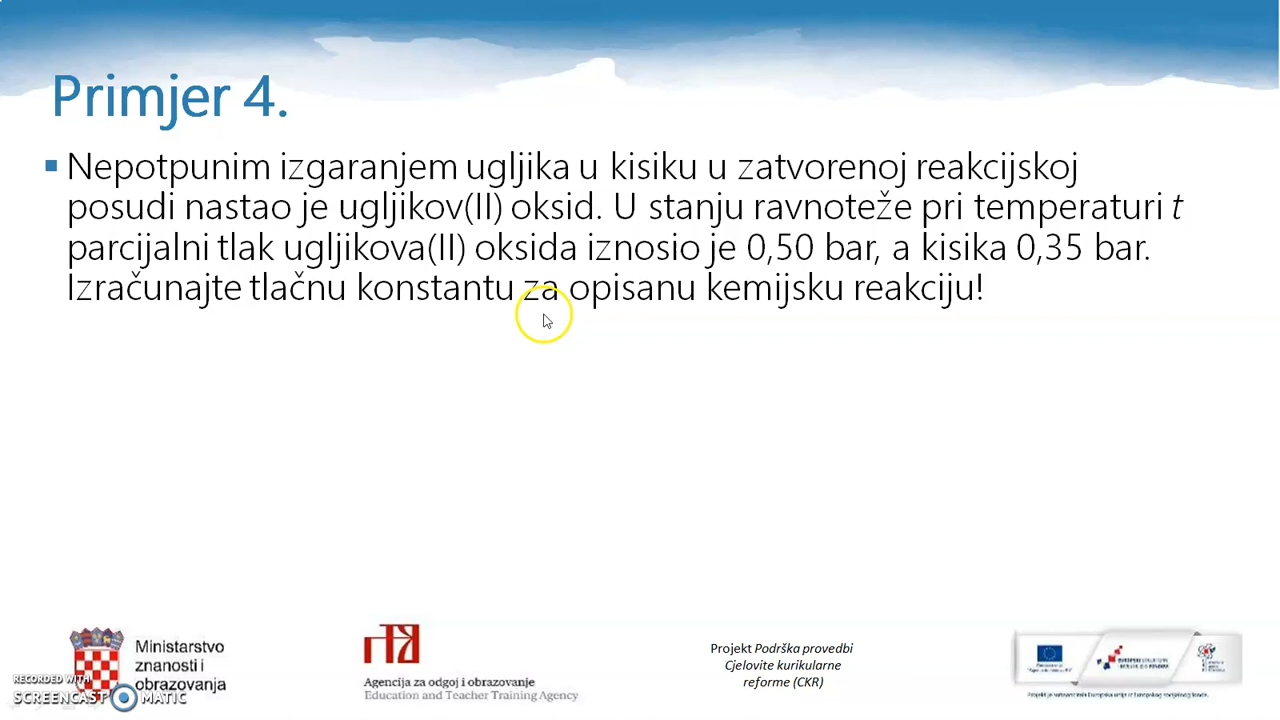 Primjer 4.
▪ Nepotpunim izgaranjem ugljika u kisiku u zatvorenoj reakcijskoj
posudi nastao je ugljikov(II) oksid. U stanju ravnoteže pri temperaturi t
parcijalni tlak ugljikova(II) oksida iznosio je 0,50 bar, a kisika 0,35 bar.
Izračunajte tlačnu konstantu za opisanu kemijsku reakciju!
Ministarstvo
znanosti i
obrazovanja
Agencija za odgoj i obrazovanje
Education and Teacher Training Agency
Projekt Podrška provedbi
Cjelovite kurikularne
reforme (CKR)
RECORDED WITH
SCREENCAST MATIC